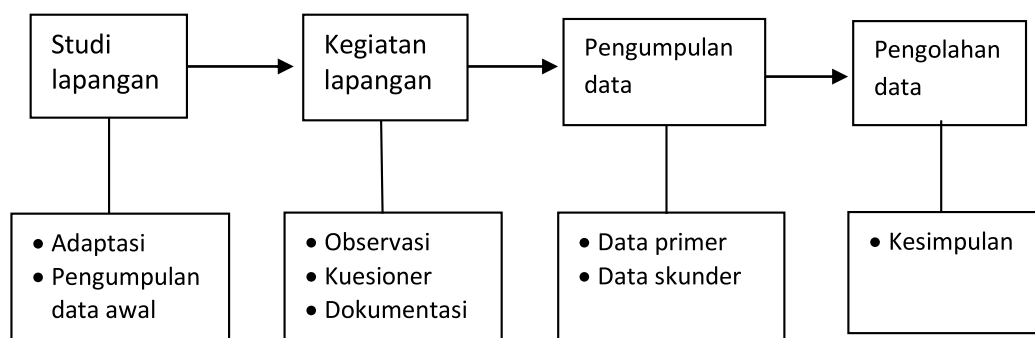 Studi
lapangan
Kegiatan
lapangan
Pengumpulan
data
Pengolahan
data
• Adaptasi
• Pengumpulan
data awal
• Observasi
• Kuesioner
• Dokumentasi
• Data primer
• Data skunder
• Kesimpulan